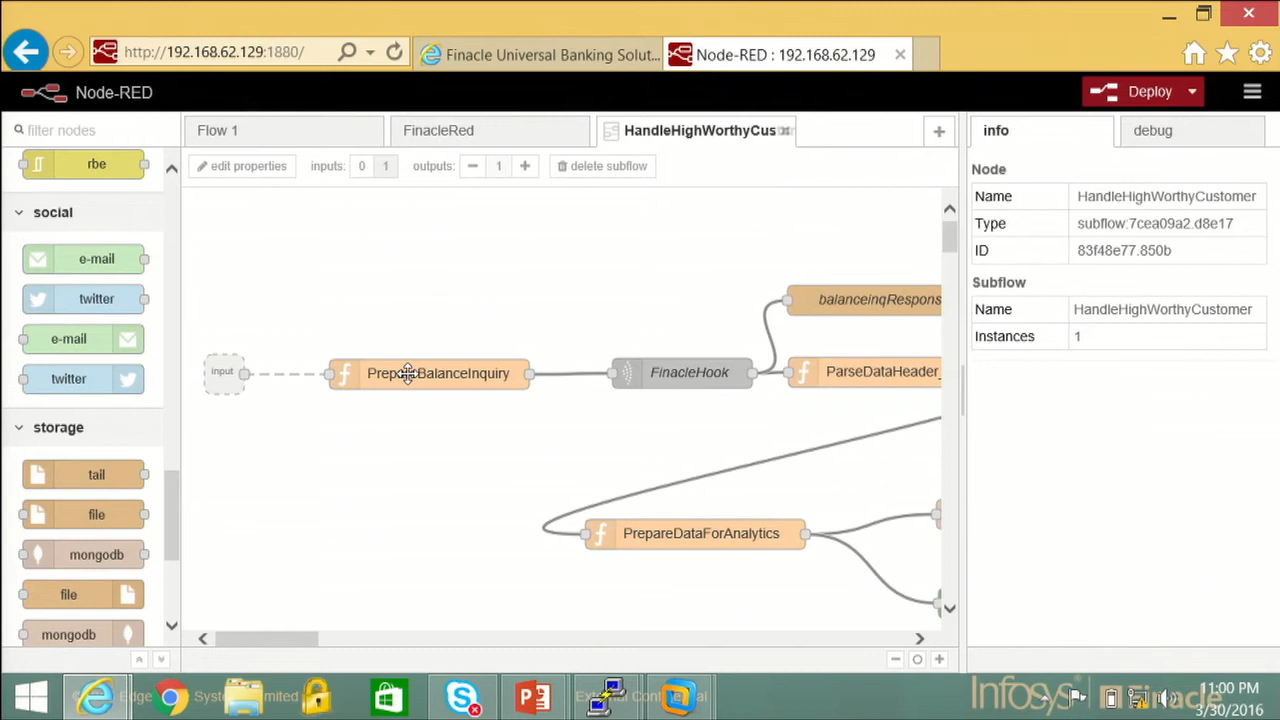 http://192.168.62.129:1880/
Finacle Universal Banking Solut...
Node-RED : 192.168.62.129
Node-RED
Deploy
filter nodes
Flow 1
FinacleRed
HandleHighWorthyCus
info
debug
edit properties
inputs: 0 1
outputs: 1
delete subflow
rbe
social
e-mail
twitter
e-mail
twitter
storage
tail
file
mongodb
file
mongodb
input
PrepareBalanceInquiry
FinacleHook
balanceinqRespons
ParseDataHeader_
PrepareDataForAnalytics
Node
Name HandleHighWorthyCustomer
Type subflow:7cea09a2.d8e17
ID 83f48e77.850b
Subflow
Name HandleHighWorthyCustomer
Instances 1
Infosys Finacle
11:00 PM
3/30/2016